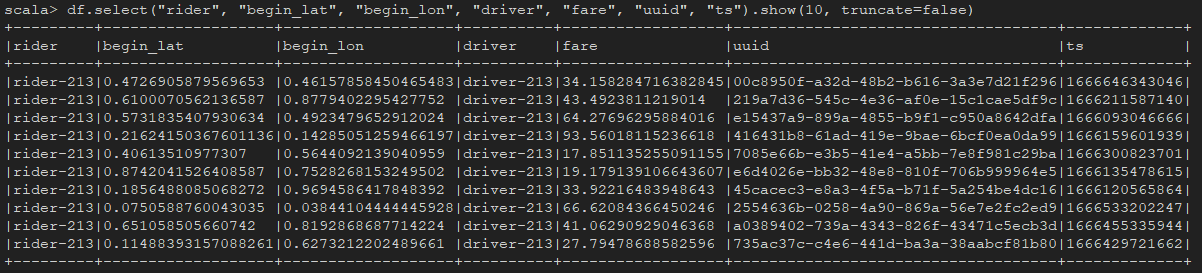 scala> df.select("rider", "begin_lat", "begin_lon", "driver", "fare", "uuid", "ts").show(10, truncate=false)
+---------+-------------------+-------------------+----------+------------------+------------------------------------+-------------+
|rider    |begin_lat          |begin_lon          |driver    |fare              |uuid                                |ts           |
+---------+-------------------+-------------------+----------+------------------+------------------------------------+-------------+
|rider-213|0.4726905879569653 |0.46157858450465483|driver-213|34.158284716382845|00c8950f-a32d-48b2-b616-3a3e7d21f296|1666646343046|
|rider-213|0.6100070562136587 |0.8779402295427752 |driver-213|43.4923811219014  |219a7d36-545c-4e36-af0e-15c1cae5df9c|1666211587140|
|rider-213|0.5731835407930634 |0.4923479652912024 |driver-213|64.27696295884016 |e15437a9-899a-4855-b9f1-c950a8642dfa|1666093046666|
|rider-213|0.21624150367601136|0.14285051259466197|driver-213|93.56018115236618 |416431b8-61ad-419e-9bae-6bcf0ea0da99|1666159601939|
|rider-213|0.40613510977307   |0.5644092139040959 |driver-213|17.851135255091155|7085e66b-e3b5-41e4-a5bb-7e8f981c29ba|1666300823701|
|rider-213|0.8742041526408587 |0.7528268153249502 |driver-213|19.179139106643607|e6d4026e-bb32-48e8-810f-706b999964e5|1666135478615|
|rider-213|0.1856488085068272 |0.9694586417848392 |driver-213|33.92216483948643 |45cacec3-e8a3-4f5a-b71f-5a254be4dc16|1666120565864|
|rider-213|0.0750588760043035 |0.03844104444445928|driver-213|66.62084366450246 |2554636b-0258-4a90-869a-56e7e2fc2ed9|1666533202247|
|rider-213|0.651058505660742  |0.8192868687714224 |driver-213|41.06290929046368 |a0389402-739a-4343-826f-43471c5ecb3d|1666455335944|
|rider-213|0.11488393157088261|0.6273212202489661 |driver-213|27.79478688582596 |735ac37c-c4e6-441d-ba3a-38aabcf81b80|1666429721662|
+---------+-------------------+-------------------+----------+------------------+------------------------------------+-------------+